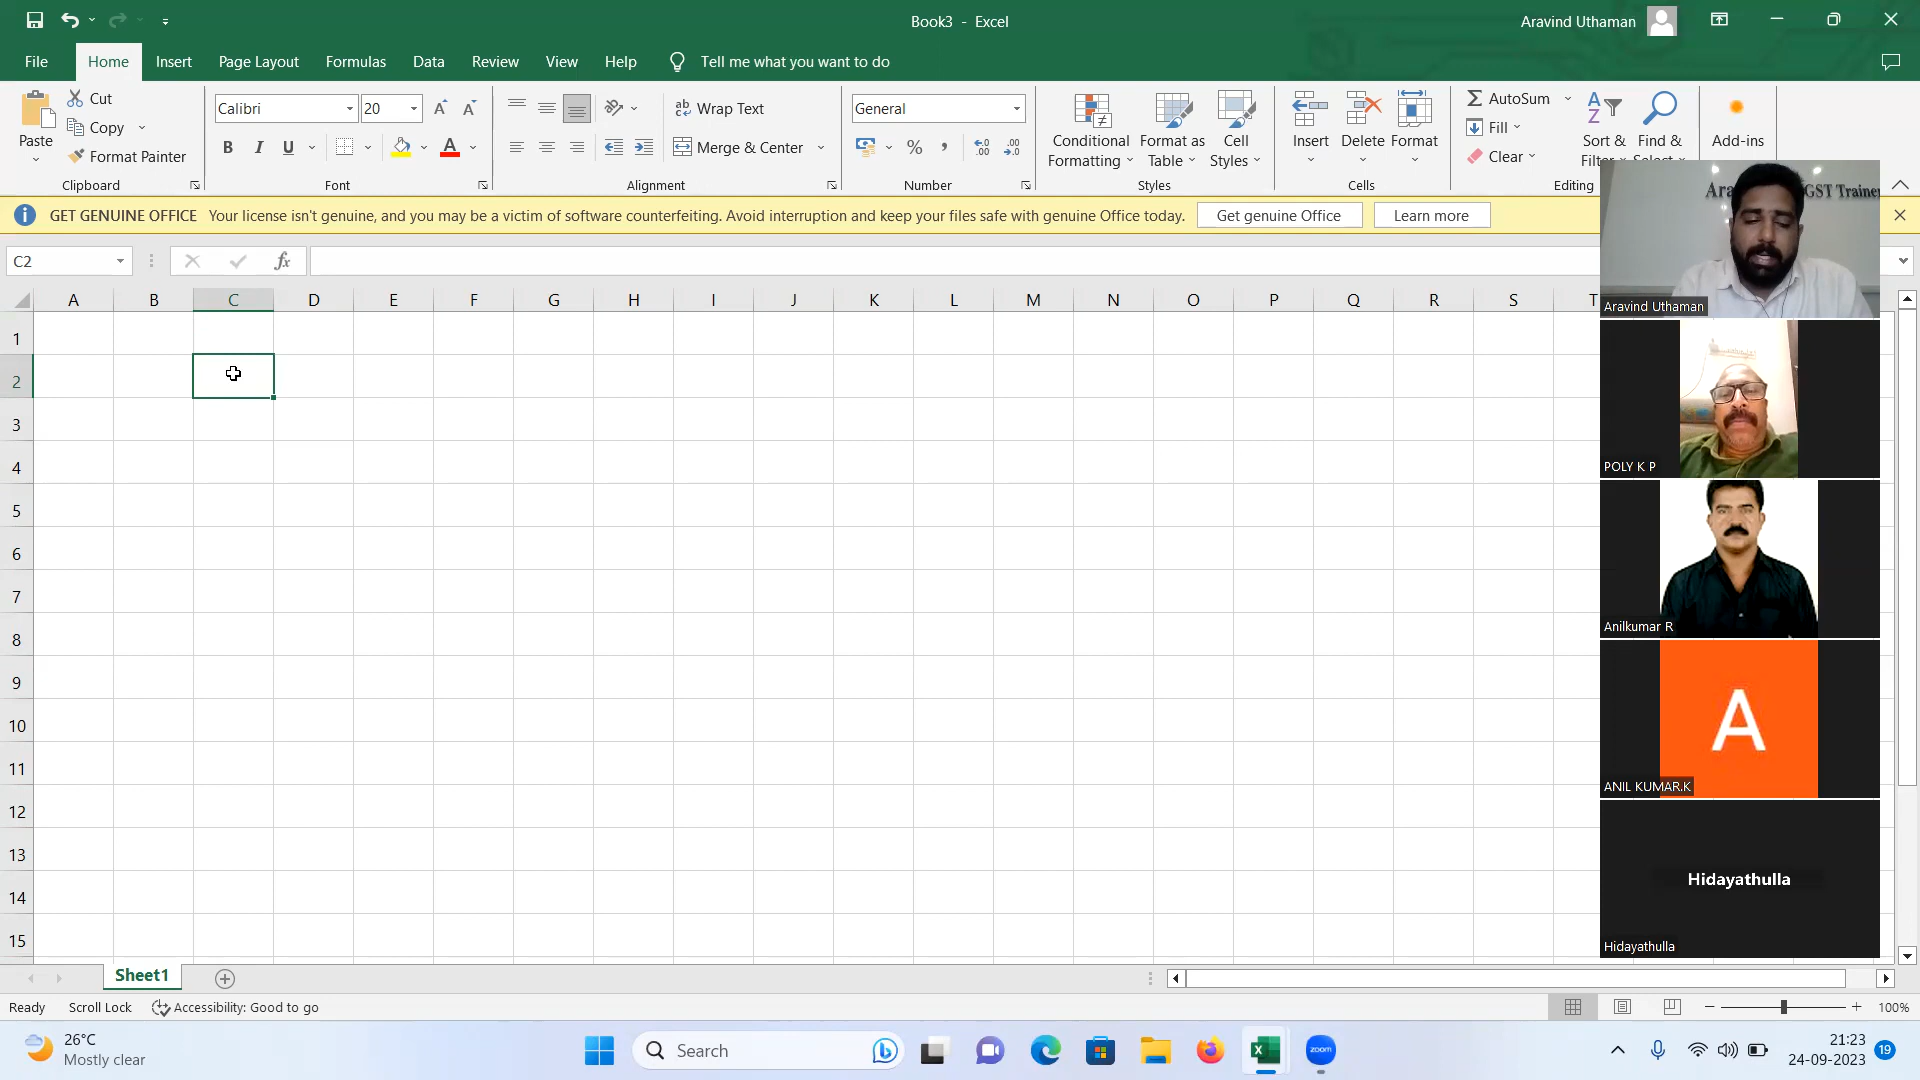 Book3 - Excel
Aravind Uthaman
File
Home
Insert
Page Layout
Formulas
Data
Review
View
Help
Tell me what you want to do
Paste
Cut
Copy
Format Painter
Clipboard
Calibri
20
B I U
Font
Wrap Text
Merge & Center
Alignment
General
%
Number
Conditional
Formatting
Format as
Table
Cell
Styles
Styles
Insert
Delete
Format
Cells
AutoSum
Fill
Clear
Sort &
Filter
Find &
Select
Editing
Add-ins
GET GENUINE OFFICE Your license isn't genuine, and you may be a victim of software counterfeiting. Avoid interruption and keep your files safe with genuine Office today.
Get genuine Office
Learn more
C2
fx
A B C D E F G H I J K L M N O P Q R S T
1
2
3
4
5
6
7
8
9
10
11
12
13
14
15
GST Trainer
Aravind Uthaman
POLY K P
Anilkumar R
A
ANIL KUMAR.K
Hidayathulla
Hidayathulla
Sheet1
Ready
Scroll Lock
Accessibility: Good to go
100%
26°C
Mostly clear
Search
zoom
21:23
24-09-2023
19